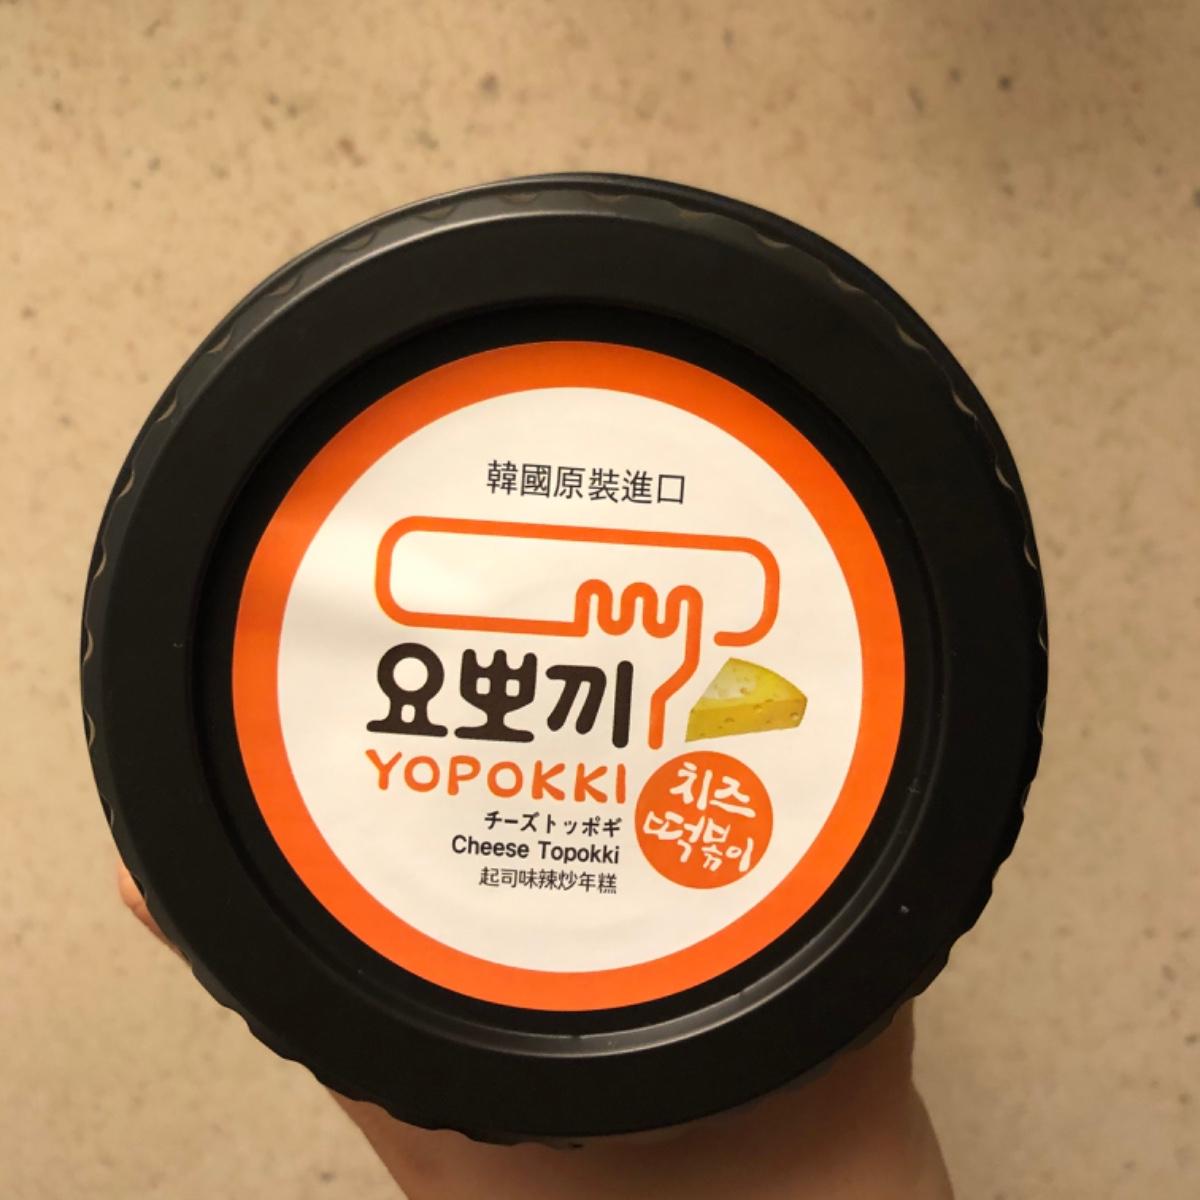 韓國原裝進口
요뽀끼
YOPOKKI
チーズトッポギ
Cheese Topokki
起司味辣炒年糕
치즈
떡볶이